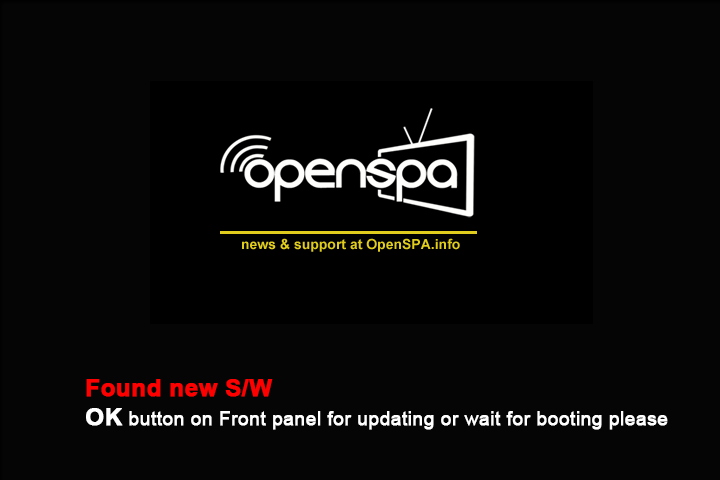 openspa
news & support at OpenSPA.info
Found new S/W
OK button on Front panel for updating or wait for booting please